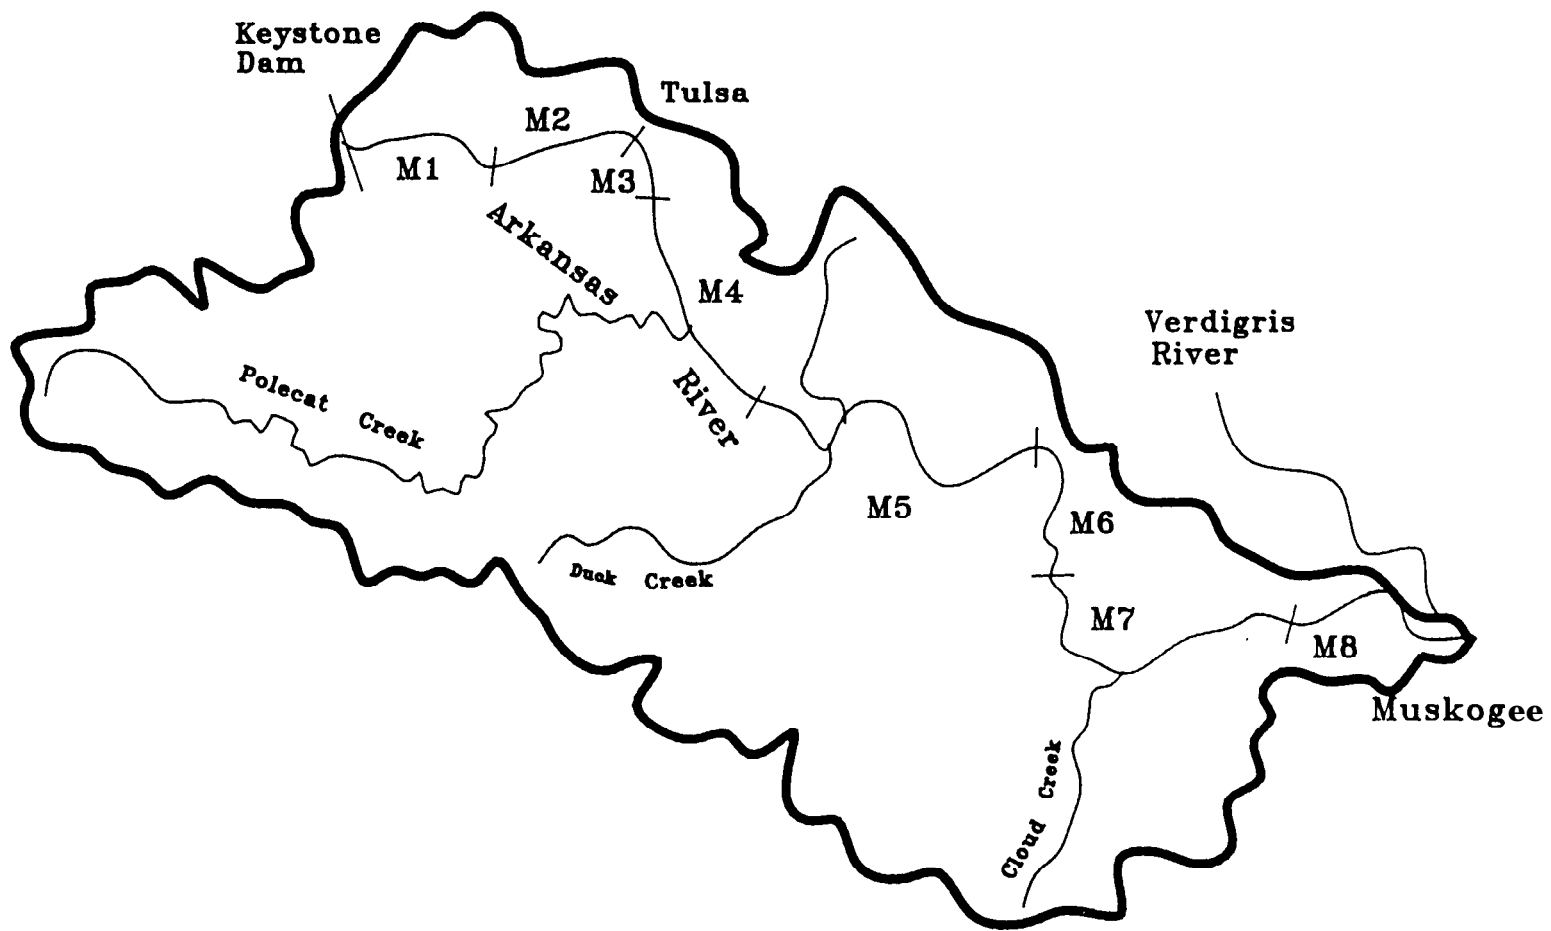 Keystone
Dam
Tulsa
M2
M1
M3
Arkansas
River
M4
Verdigris
River
Polecat Creek
M5
M6
Duck Creek
M7
M8
Muskogee
Cloud Creek